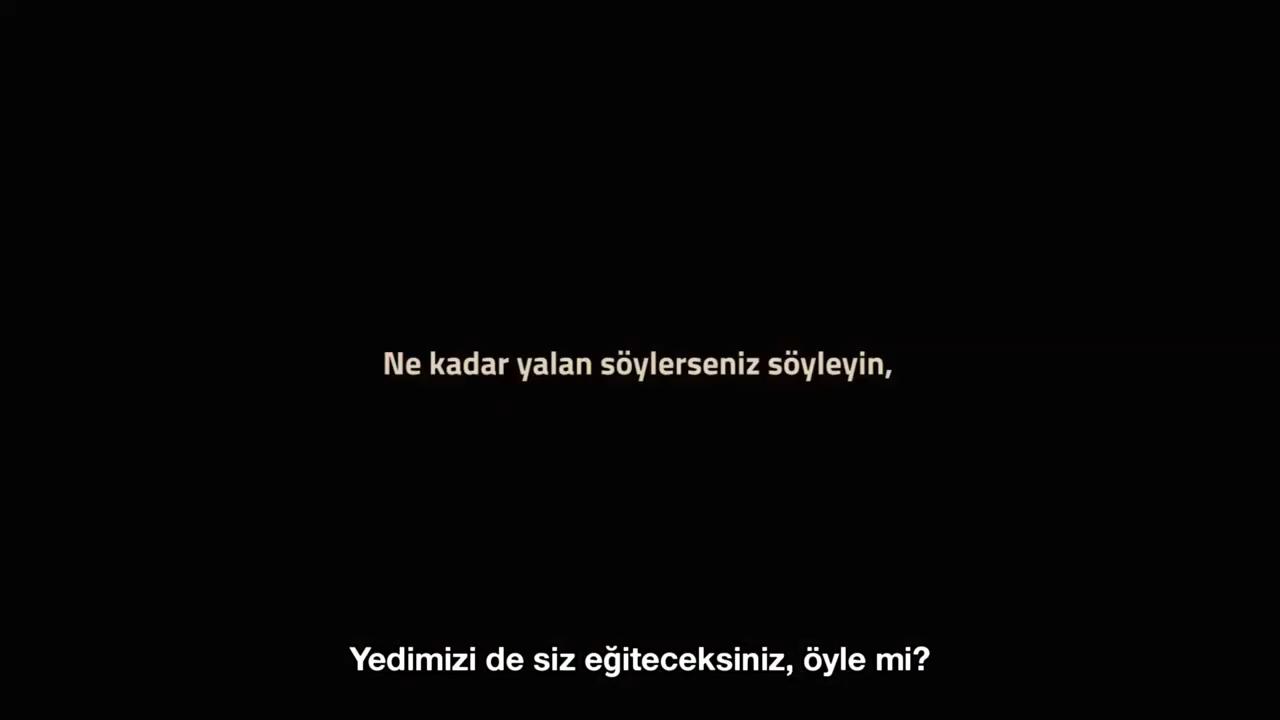 Ne kadar yalan söylerseniz söyleyin,
Yedimizi de siz eğiteceksiniz, öyle mi?